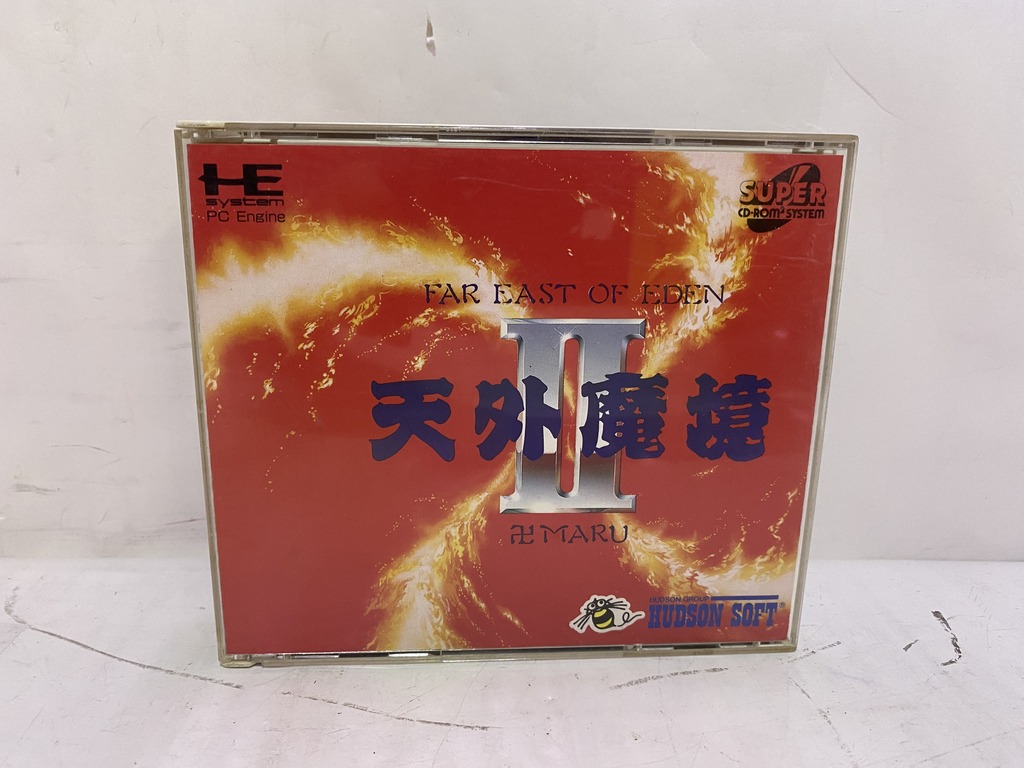 HE
system
PC Engine
SUPER
CD-ROM² SYSTEM
FAR EAST OF EDEN
II
天外魔境
卍MARU
HUDSON GROUP
HUDSON SOFT®